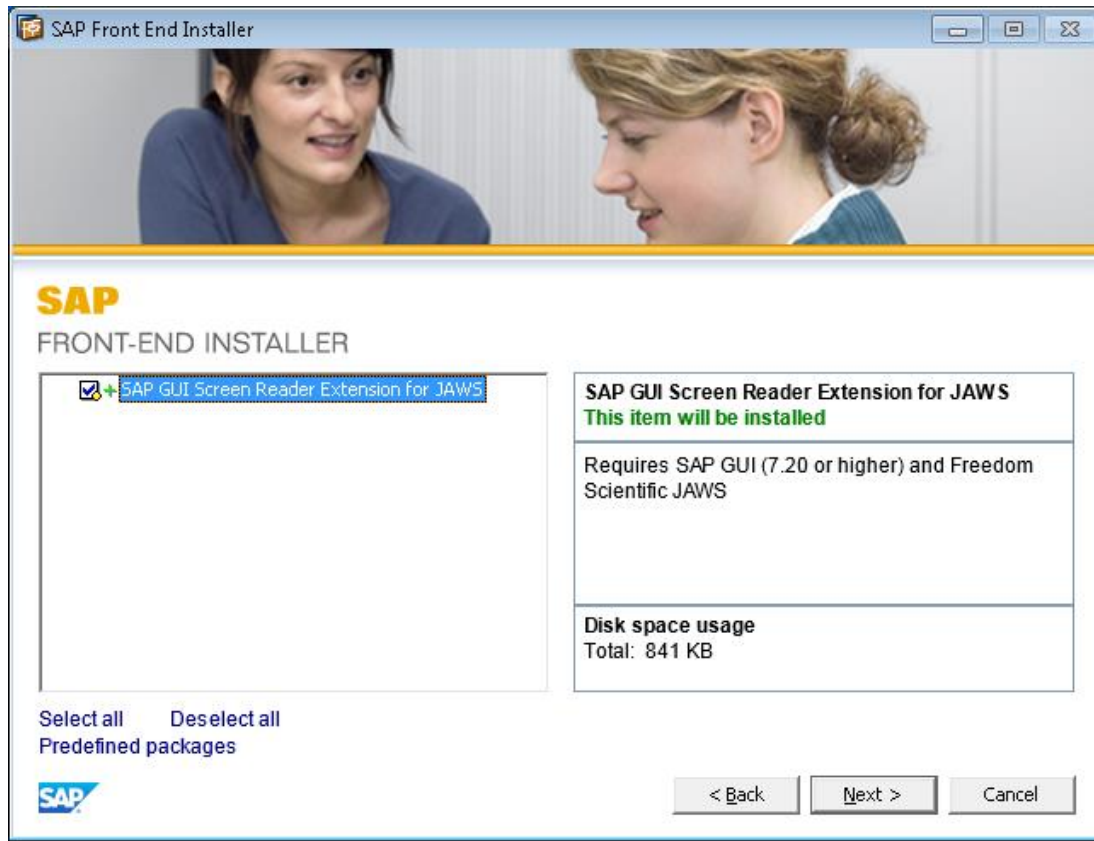 SAP Front End Installer
SAP
FRONT-END INSTALLER
SAP GUI Screen Reader Extension for JAWS
SAP GUI Screen Reader Extension for JAWS
This item will be installed
Requires SAP GUI (7.20 or higher) and Freedom
Scientific JAWS
Disk space usage
Total: 841 KB
Select all Deselect all
Predefined packages
SAP
< Back Next > Cancel